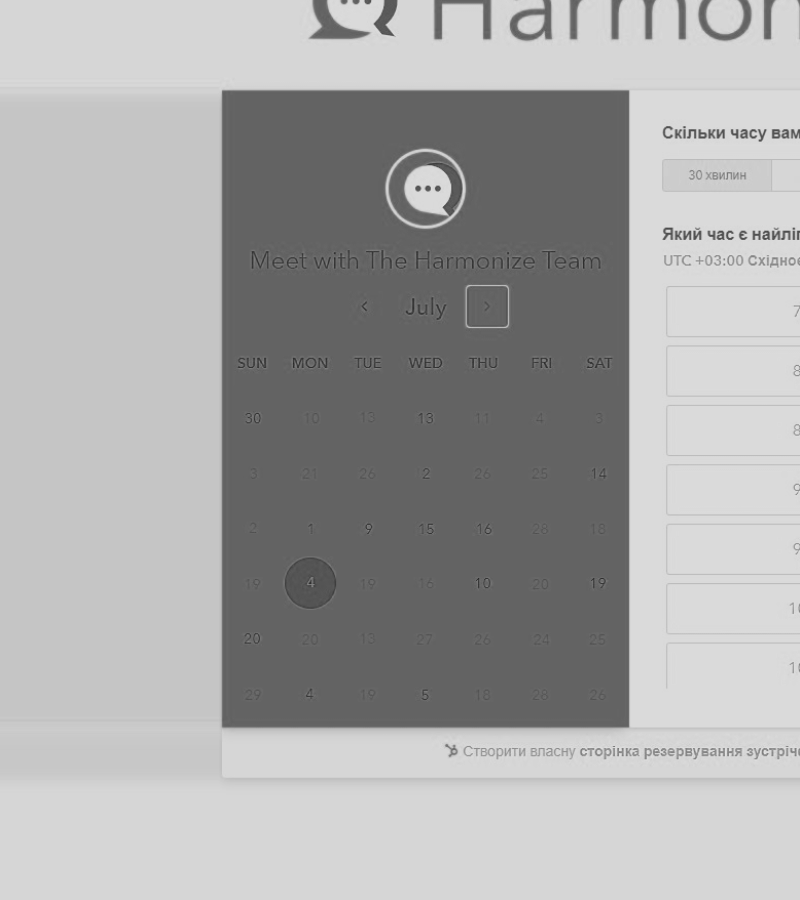 Harmon
Meet with The Harmonize Team
July
SUN MON TUE WED THU FRI SAT
30 10 13 13 11 4 3
3 21 26 2 26 25 14
2 1 9 15 16 28 18
19 4 19 16 10 20 19
20 20 13 27 26 24 25
29 4 19 5 18 28 26
Скільки часу вам
30 хвилин
Який час є найліп
UTC +03:00 Східноє
7
8
8
9
9
10
10
Створити власну сторінка резервування зустріче